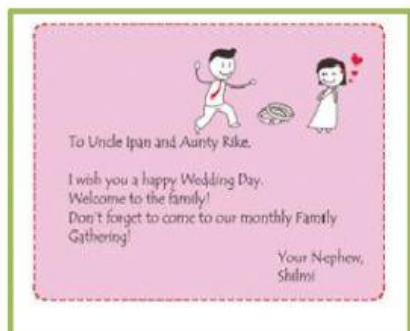 To Uncle Ipan and Aunty Rike,
I wish you a happy Wedding Day.
Welcome to the family!
Don't forget to come to our monthly Family
Gathering!
Your Nephew,
Shilmi